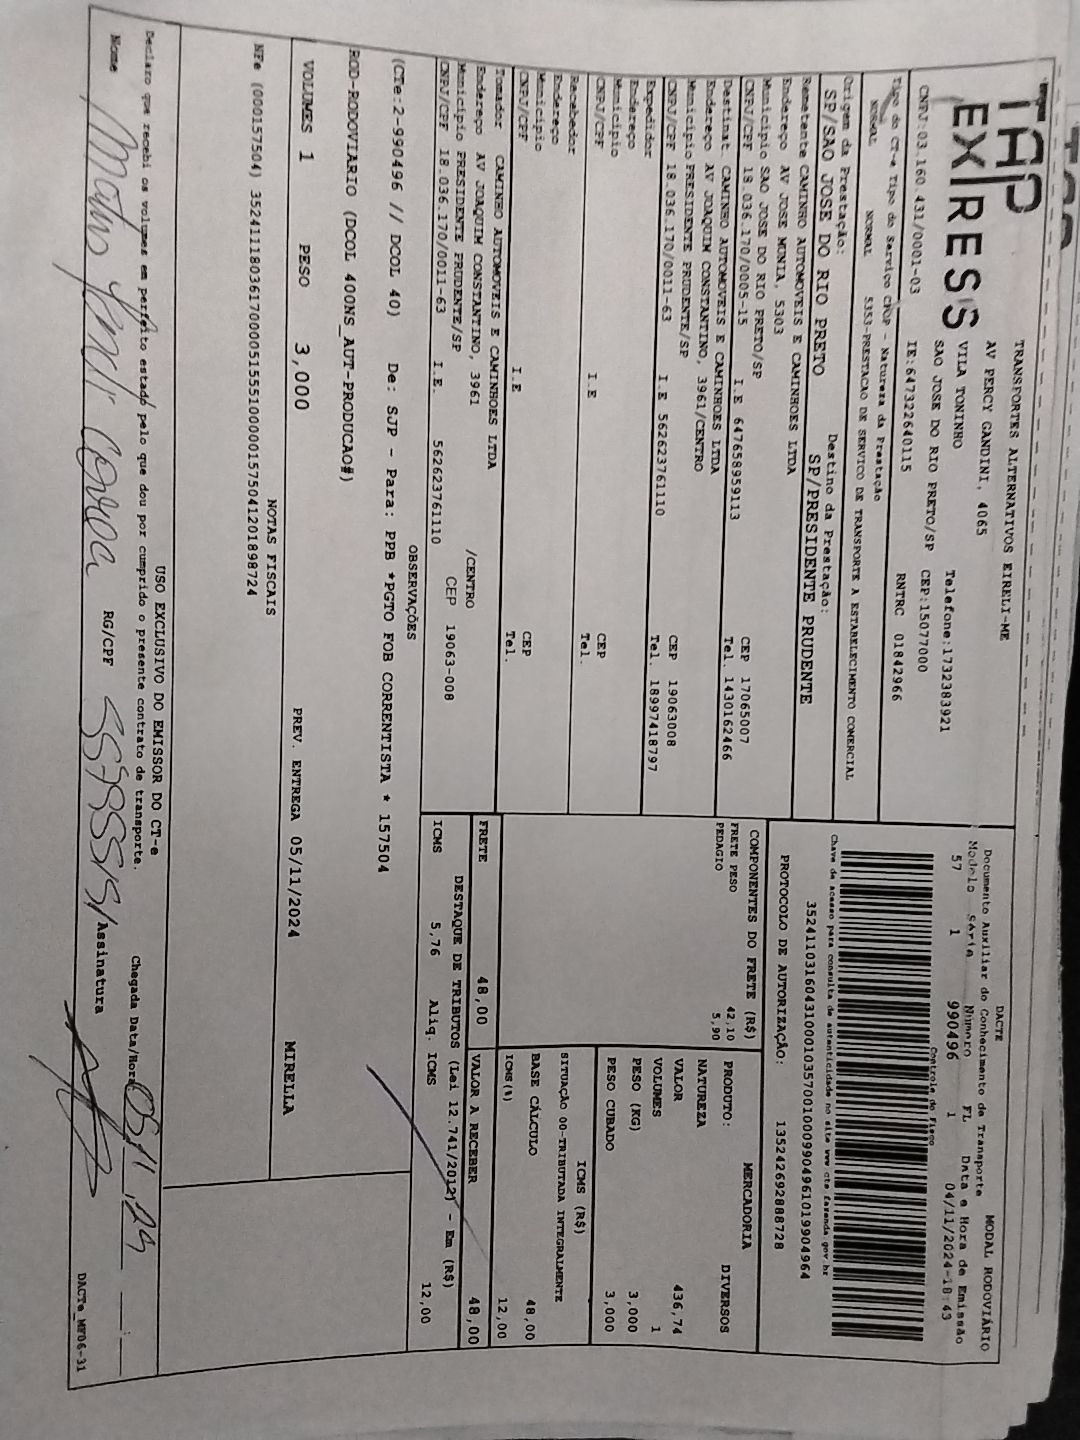 TAP
EXPRESS
TRANSPORTES ALTERNATIVOS EIRELI-ME
AV PERCY GANDINI, 4065
VILA TONINHO Telefone:1732383921
SAO JOSE DO RIO PRETO/SP CEP:15077000
CNPJ:03.160.431/0001-03 IE:647322640115 RNTRC 01842966
DACTE MODAL RODOVIÁRIO
Documento Auxiliar do Conhecimento de Transporte
Modelo Série Número FL Data e Hora de Emissão
57 1 990496 1 04/11/2024-18:43
Controle do Fisco
Chave de acesso para consulta de autenticidade no site www.cte.fazenda.gov.br
PROTOCOLO DE AUTORIZAÇÃO: 135242692888728
Tipo do CT-e Tipo do Serviço CFOP - Natureza da Prestação
NORMAL NORMAL 5353-PRESTACAO DE SERVICO DE TRANSPORTE A ESTABELECIMENTO COMERCIAL
Origem da Prestação: Destino da Prestação:
SP/SAO JOSE DO RIO PRETO SP/PRESIDENTE PRUDENTE
Remetente CAMINHO AUTOMOVEIS E CAMINHOES LTDA
Endereço AV JOSE MUNIA, 5303
Município SAO JOSE DO RIO PRETO/SP CEP 17065007
CNPJ/CPF 18.036.170/0005-15 I.E 647658959113 Tel. 1430162466
Destinat. CAMINHO AUTOMOVEIS E CAMINHOES LTDA
Endereço AV JOAQUIM CONSTANTINO, 3961/CENTRO
Município PRESIDENTE PRUDENTE/SP CEP 19063008
CNPJ/CPF 18.036.170/0011-63 I.E 562623761110 Tel. 18997418797
Expedidor
Endereço
Município CEP
CNPJ/CPF I.E Tel.
Recebedor
Endereço
Município CEP
CNPJ/CPF I.E Tel.
Tomador CAMINHO AUTOMOVEIS E CAMINHOES LTDA
Endereço AV JOAQUIM CONSTANTINO, 3961 /CENTRO
Município PRESIDENTE PRUDENTE/SP CEP 19063-008
CNPJ/CPF 18.036.170/0011-63 I.E. 562623761110
COMPONENTES DO FRETE (R$)
FRETE PESO 42,10
PEDAGIO 5,90
MERCADORIA
PRODUTO: DIVERSOS
NATUREZA
VALOR 436,74
VOLUMES 1
PESO (KG) 3,000
PESO CUBADO 3,000
ICMS (R$)
SITUAÇÃO 00-TRIBUTADA INTEGRALMENTE
BASE CÁLCULO 48,00
ICMS(%) 12,00
FRETE 48,00 VALOR A RECEBER 48,00
DESTAQUE DE TRIBUTOS (Lei 12.741/2012) - Em (R$)
ICMS 5,76 Aliq. ICMS 12,00
OBSERVAÇÕES
(CTe:2-990496 // DCOL 40) De: SJP - Para: PPB *PGTO FOB CORRENTISTA * 157504
ROD-RODOVIARIO (DCOL 400NS_AUT-PRODUCAO#)
VOLUMES 1 PESO 3,000 PREV. ENTREGA 05/11/2024 MIRELLA
NOTAS FISCAIS
USO EXCLUSIVO DO EMISSOR DO CT-e
Declaro que recebi os volumes em perfeito estado pelo que dou por cumprido o presente contrato de transporte.
Chegada Data/Hora 05 11 24
Nome RG/CPF Assinatura
DACTe_MF06-31